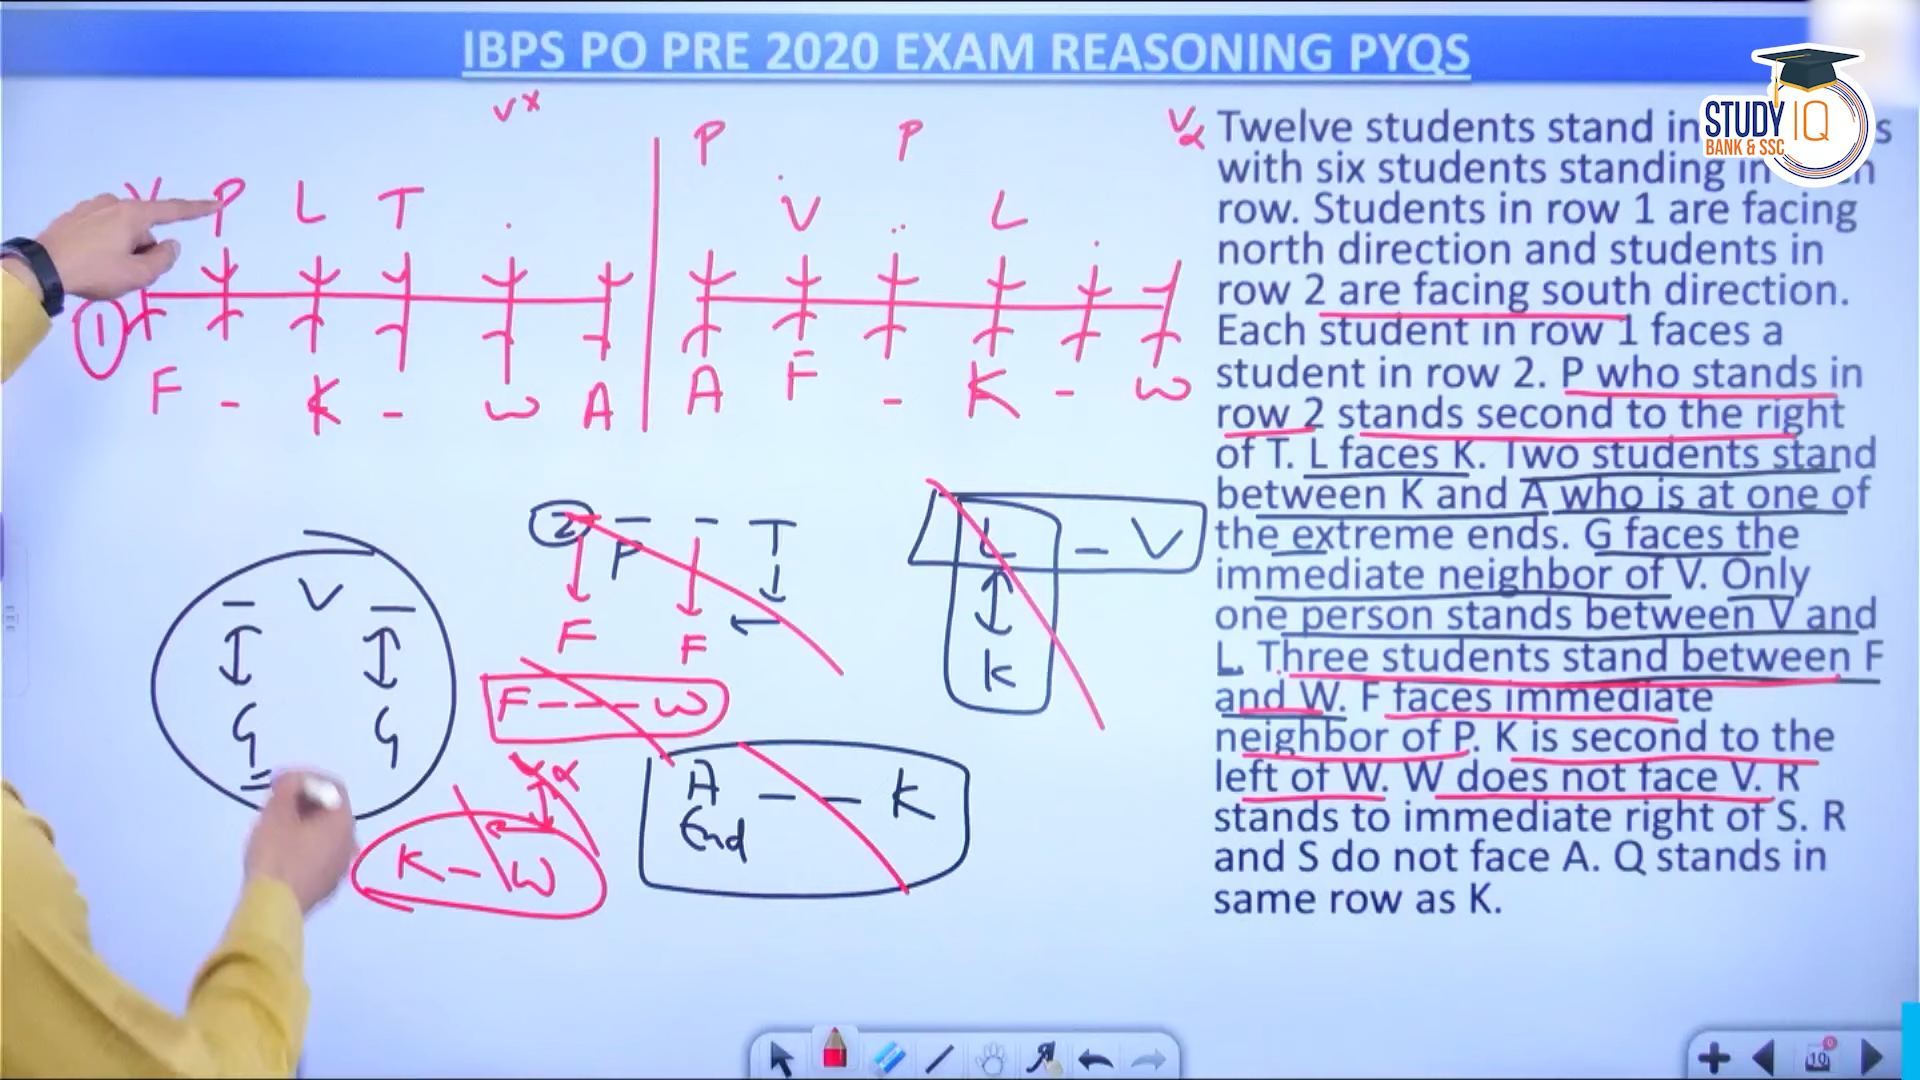 IBPS PO PRE 2020 EXAM REASONING PYQS
STUDY IQ
BANK & SSC
Twelve students stand in s
with six students standing in
row. Students in row 1 are facing
north direction and students in
row 2 are facing south direction.
Each student in row 1 faces a
student in row 2. P who stands in
row 2 stands second to the right
of T. L faces K. Two students stand
between K and A who is at one of
the extreme ends. G faces the
immediate neighbor of V. Only
one person stands between V and
L. Three students stand between F
and W. F faces immediate
neighbor of P. K is second to the
left of W. W does not face V. R
stands to immediate right of S. R
and S do not face A. Q stands in
same row as K.
V x
P P V
V P L T .
V L
1
F - K - W A
A F - K - W
2 - - T
P
F F
F - - - W
L - V
K
- V -
G G
K - W
A - - K
End
10